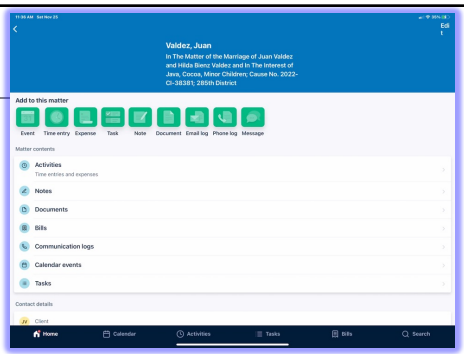 11:38 AM Sat Nov 25
35%
Edi
t
Valdez, Juan
In The Matter of the Marriage of Juan Valdez
and Hilda Bienz Valdez and In The Interest of
Java, Cocoa, Minor Children; Cause No. 2022-
CI-38381; 285th District
Add to this matter
Event Time entry Expense Task Note Document Email log Phone log Message
Matter contents
Activities
Time entries and expenses
Notes
Documents
Bills
Communication logs
Calendar events
Tasks
Contact details
JV Client
Home Calendar Activities Tasks Bills Search